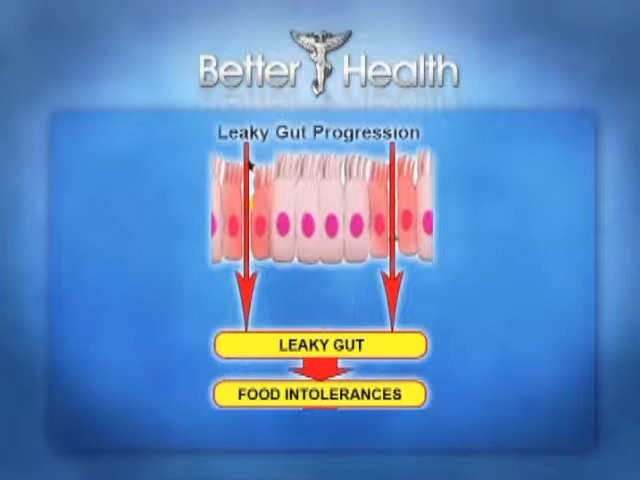 Better Health
Leaky Gut Progression
LEAKY GUT
FOOD INTOLERANCES